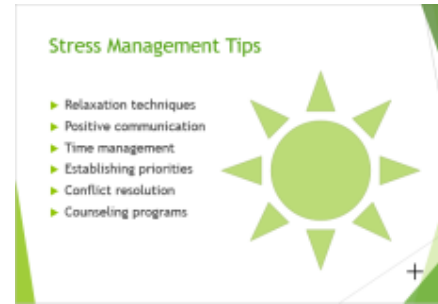 Stress Management Tips
Relaxation techniques
Positive communication
Time management
Establishing priorities
Conflict resolution
Counseling programs